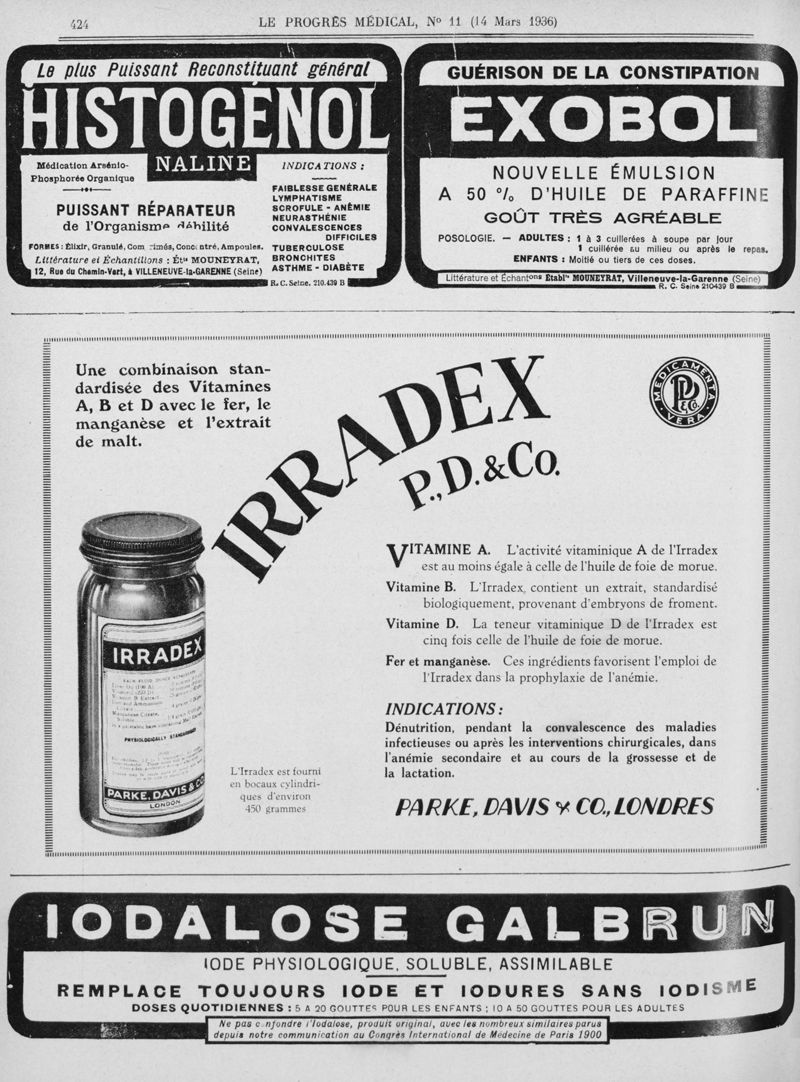 424
LE PROGRÈS MÉDICAL, Nº 11 (14 Mars 1936)
Le plus Puissant Reconstituant général
HISTOGÉNOL
NALINE
Médication Arsénio-
Phosphorée Organique
PUISSANT RÉPARATEUR
de l'Organisme débilité
FORMES : Élixir, Granulé, Comprimés, Concentré, Ampoules.
Littérature et Échantillons : Éts MOUNEYRAT,
12, Rue du Chemin-Vert, à VILLENEUVE-la-GARENNE (Seine)
INDICATIONS :
FAIBLESSE GÉNÉRALE
LYMPHATISME
SCROFULE - ANÉMIE
NEURASTHÉNIE
CONVALESCENCES
DIFFICILES
TUBERCULOSE
BRONCHITES
ASTHME - DIABÈTE
R. C. Seine, 210.439 B
GUÉRISON DE LA CONSTIPATION
EXOBOL
NOUVELLE ÉMULSION
A 50 % D'HUILE DE PARAFFINE
GOÛT TRÈS AGRÉABLE
POSOLOGIE. — ADULTES : 1 à 3 cuillerées à soupe par jour
1 cuillérée au milieu ou après le repas.
ENFANTS : Moitié ou tiers de ces doses.
Littérature et Échantons Établts MOUNEYRAT, Villeneuve-la-Garenne (Seine)
R. C. Seine 210439 B
Une combinaison stan-
dardisée des Vitamines
A, B et D avec le fer, le
manganèse et l'extrait
de malt.
IRRADEX
P., D. & Co.
MEDICAMENTA
VERA
P D & Co
VITAMINE A. L'activité vitaminique A de l'Irradex
est au moins égale à celle de l'huile de foie de morue.
Vitamine B. L'Irradex, contient un extrait, standardisé
biologiquement, provenant d'embryons de froment.
Vitamine D. La teneur vitaminique D de l'Irradex est
cinq fois celle de l'huile de foie de morue.
Fer et manganèse. Ces ingrédients favorisent l'emploi de
l'Irradex dans la prophylaxie de l'anémie.
INDICATIONS :
Dénutrition, pendant la convalescence des maladies
infectieuses ou après les interventions chirurgicales, dans
l'anémie secondaire et au cours de la grossesse et de
la lactation.
PARKE, DAVIS & CO., LONDRES
IRRADEX
PHYSIOLOGICALLY STANDARDISED
PARKE, DAVIS & Co
LONDON
L'Irradex est fourni
en bocaux cylindri-
ques d'environ
450 grammes
IODALOSE GALBRUN
IODE PHYSIOLOGIQUE, SOLUBLE, ASSIMILABLE
REMPLACE TOUJOURS IODE ET IODURES SANS IODISME
DOSES QUOTIDIENNES : 5 A 20 GOUTTES POUR LES ENFANTS ; 10 A 50 GOUTTES POUR LES ADULTES
Ne pas confondre l'Iodalose, produit original, avec les nombreux similaires parus
depuis notre communication au Congrès International de Médecine de Paris 1900